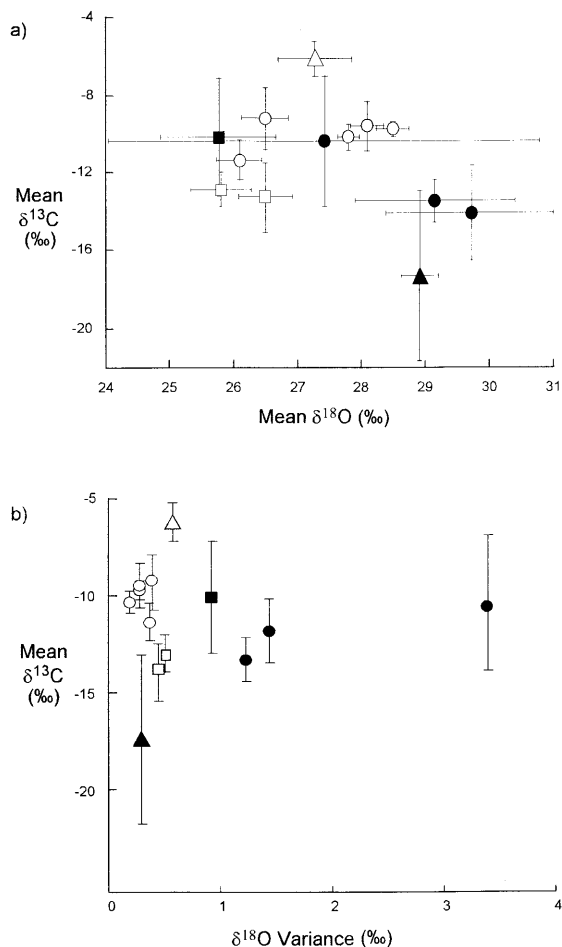 a)
-4
-8
-12
-16
-20
Mean
δ13C
(‰)
24 25 26 27 28 29 30 31
Mean δ18O (‰)
b)
-5
-10
-15
-20
Mean
δ13C
(‰)
0 1 2 3 4
δ18O Variance (‰)